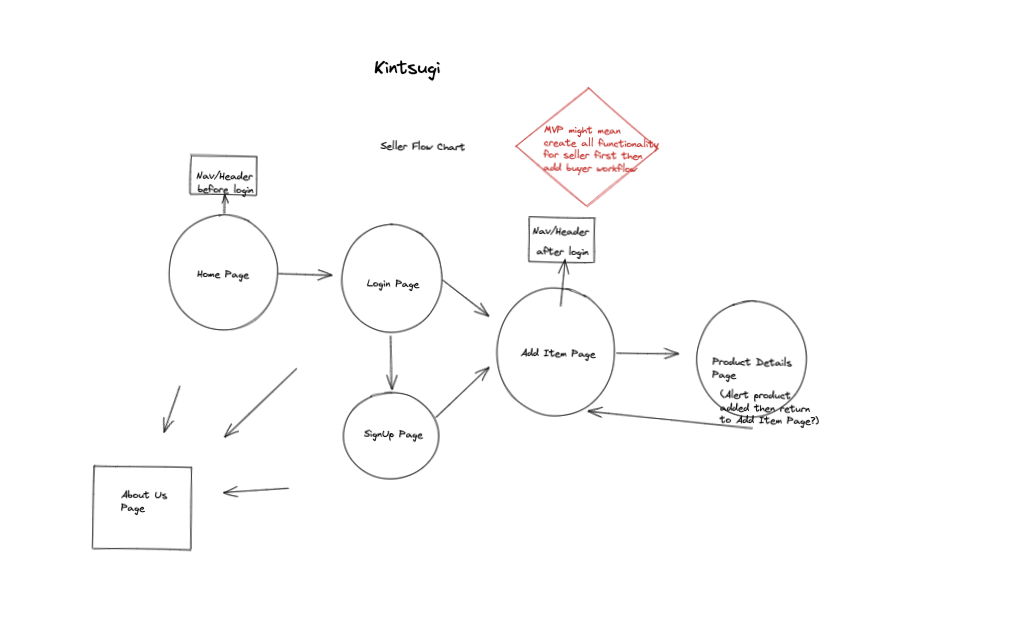 Kintsugi
Seller Flow Chart
MVP might mean
create all functionality
for seller first then
add buyer workflow
Nav/Header
before login
Nav/Header
after login
Home Page
Login Page
Add Item Page
Product Details
Page
(Alert product
added then return
to Add Item Page?)
SignUp Page
About Us
Page